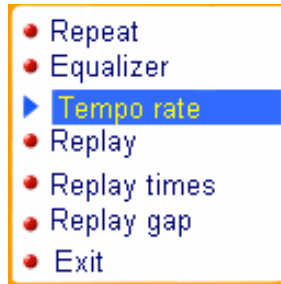 Repeat
Equalizer
Tempo rate
Replay
Replay times
Replay gap
Exit